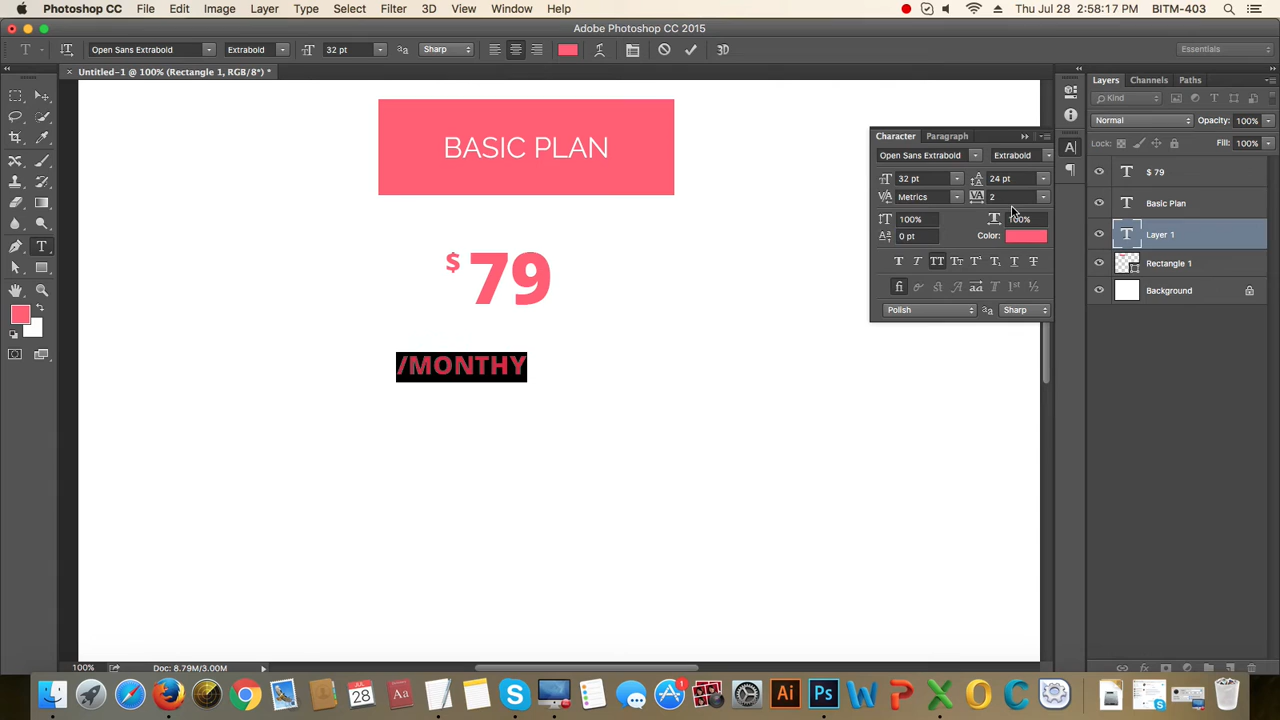 Photoshop CC File Edit Image Layer Type Select Filter 3D View Window Help Thu Jul 28 2:58:17 PM BITM-403
Adobe Photoshop CC 2015
Open Sans Extrabold Extrabold 32 pt Sharp 3D Essentials
Untitled-1 @ 100% (Rectangle 1, RGB/8*) *
BASIC PLAN
$ 79
/MONTHY
Character Paragraph
Open Sans Extrabold Extrabold
32 pt 24 pt
Metrics 2
100% 100%
0 pt Color:
Polish Sharp
Layers Channels Paths
Kind
Normal Opacity: 100%
Lock: Fill: 100%
$ 79
Basic Plan
Layer 1
Rectangle 1
Background
100% Doc: 8.79M/3.00M